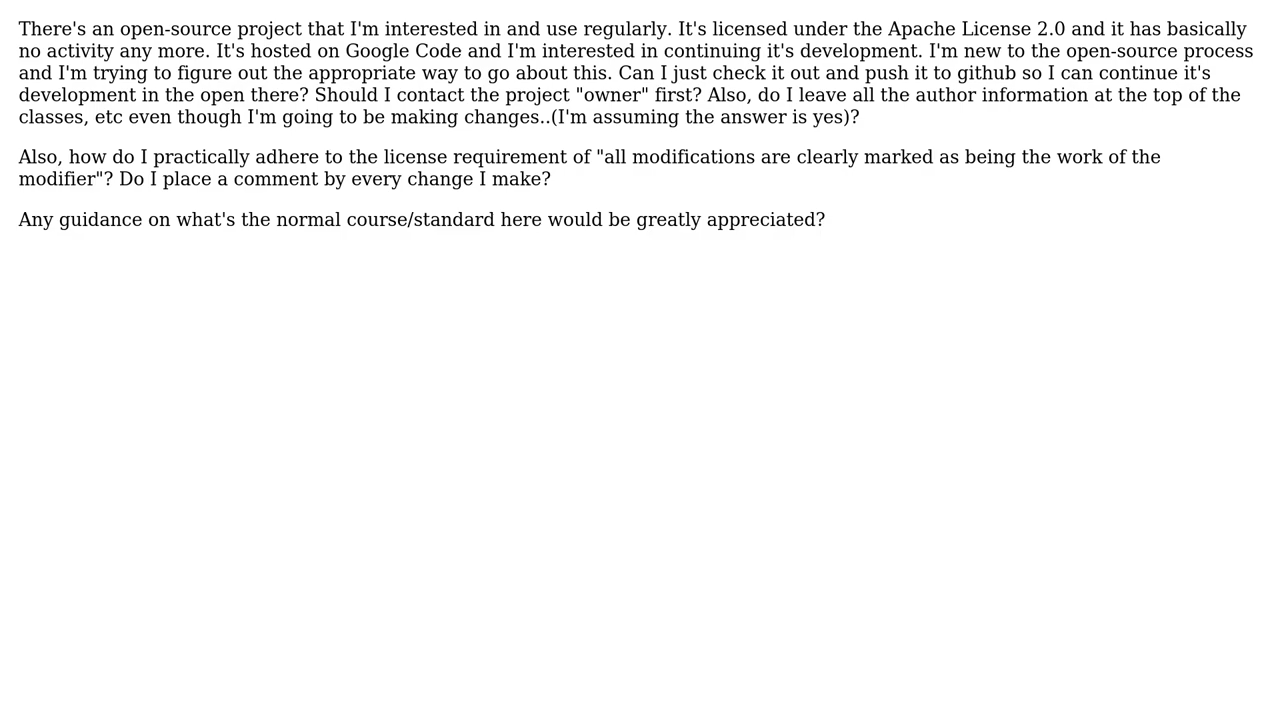 There's an open-source project that I'm interested in and use regularly. It's licensed under the Apache License 2.0 and it has basically
no activity any more. It's hosted on Google Code and I'm interested in continuing it's development. I'm new to the open-source process
and I'm trying to figure out the appropriate way to go about this. Can I just check it out and push it to github so I can continue it's
development in the open there? Should I contact the project "owner" first? Also, do I leave all the author information at the top of the
classes, etc even though I'm going to be making changes..(I'm assuming the answer is yes)?
Also, how do I practically adhere to the license requirement of "all modifications are clearly marked as being the work of the
modifier"? Do I place a comment by every change I make?
Any guidance on what's the normal course/standard here would be greatly appreciated?